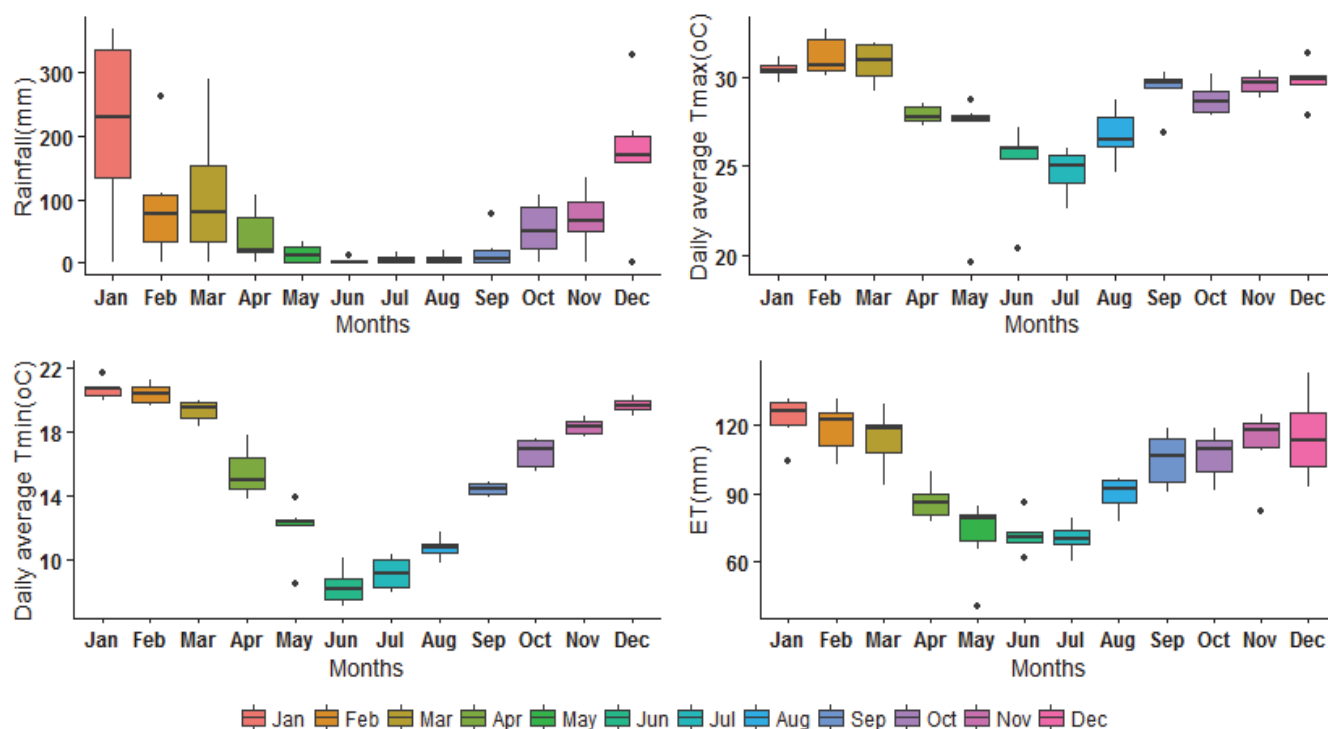 Rainfall(mm)
300
200
100
0
Jan Feb Mar Apr May Jun Jul Aug Sep Oct Nov Dec
Months
Daily average Tmax(oC)
30
25
20
Jan Feb Mar Apr May Jun Jul Aug Sep Oct Nov Dec
Months
Daily average Tmin(oC)
22
18
14
10
Jan Feb Mar Apr May Jun Jul Aug Sep Oct Nov Dec
Months
ET(mm)
120
90
60
Jan Feb Mar Apr May Jun Jul Aug Sep Oct Nov Dec
Months
Jan Feb Mar Apr May Jun Jul Aug Sep Oct Nov Dec